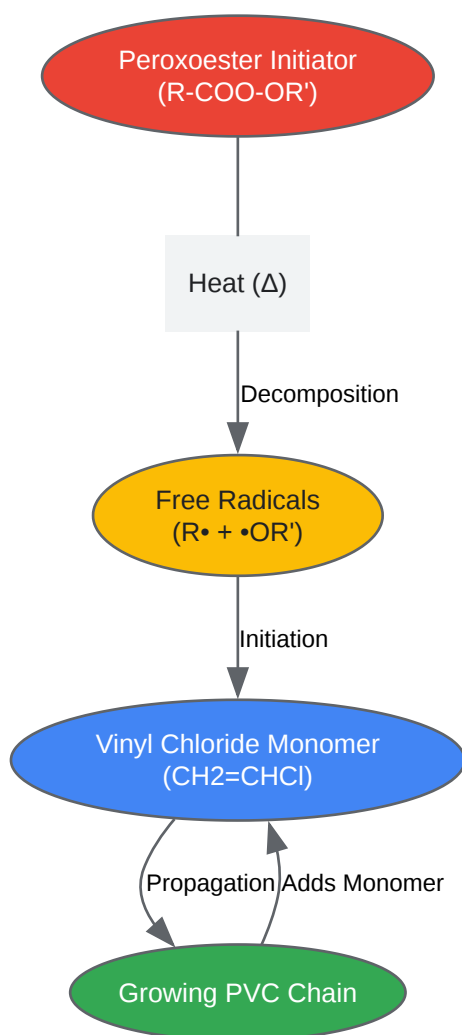 Peroxoester Initiator
(R-COO-OR')
Heat (Δ)
Decomposition
Free Radicals
(R• + •OR')
Initiation
Vinyl Chloride Monomer
(CH2=CHCl)
Propagation
Adds Monomer
Growing PVC Chain